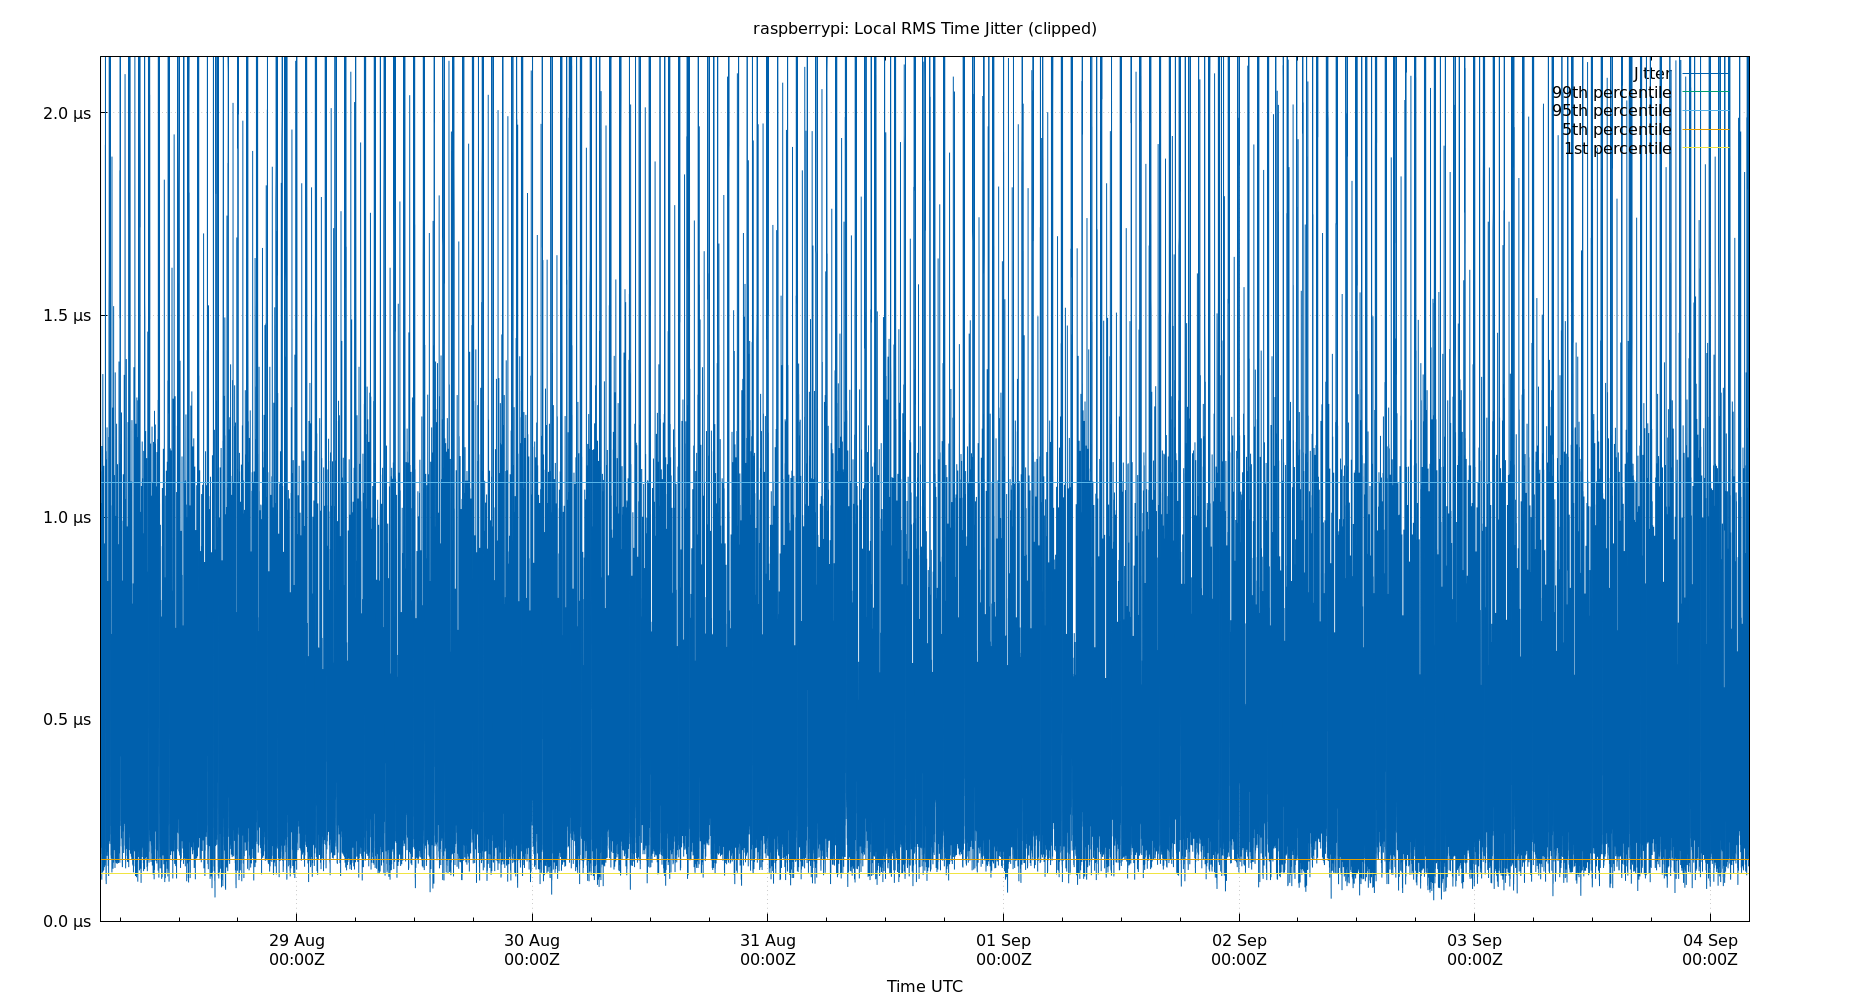 raspberrypi: Local RMS Time Jitter (clipped)
Jitter
99th percentile
95th percentile
5th percentile
1st percentile
2.0 µs
1.5 µs
1.0 µs
0.5 µs
0.0 µs
29 Aug 30 Aug 31 Aug 01 Sep 02 Sep 03 Sep 04 Sep
00:00Z 00:00Z 00:00Z 00:00Z 00:00Z 00:00Z 00:00Z
Time UTC